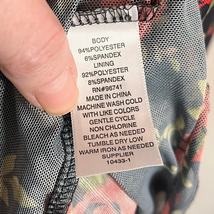 BODY
94%POLYESTER
6%SPANDEX
LINING
92%POLYESTER
8%SPANDEX
RN#96741
MADE IN CHINA
MACHINE WASH COLD
WITH LIKE COLORS
GENTLE CYCLE
NON CHLORINE
BLEACH AS NEEDED
TUMBLE DRY LOW
WARM IRON AS NEEDED
SUPPLIER
10433-1